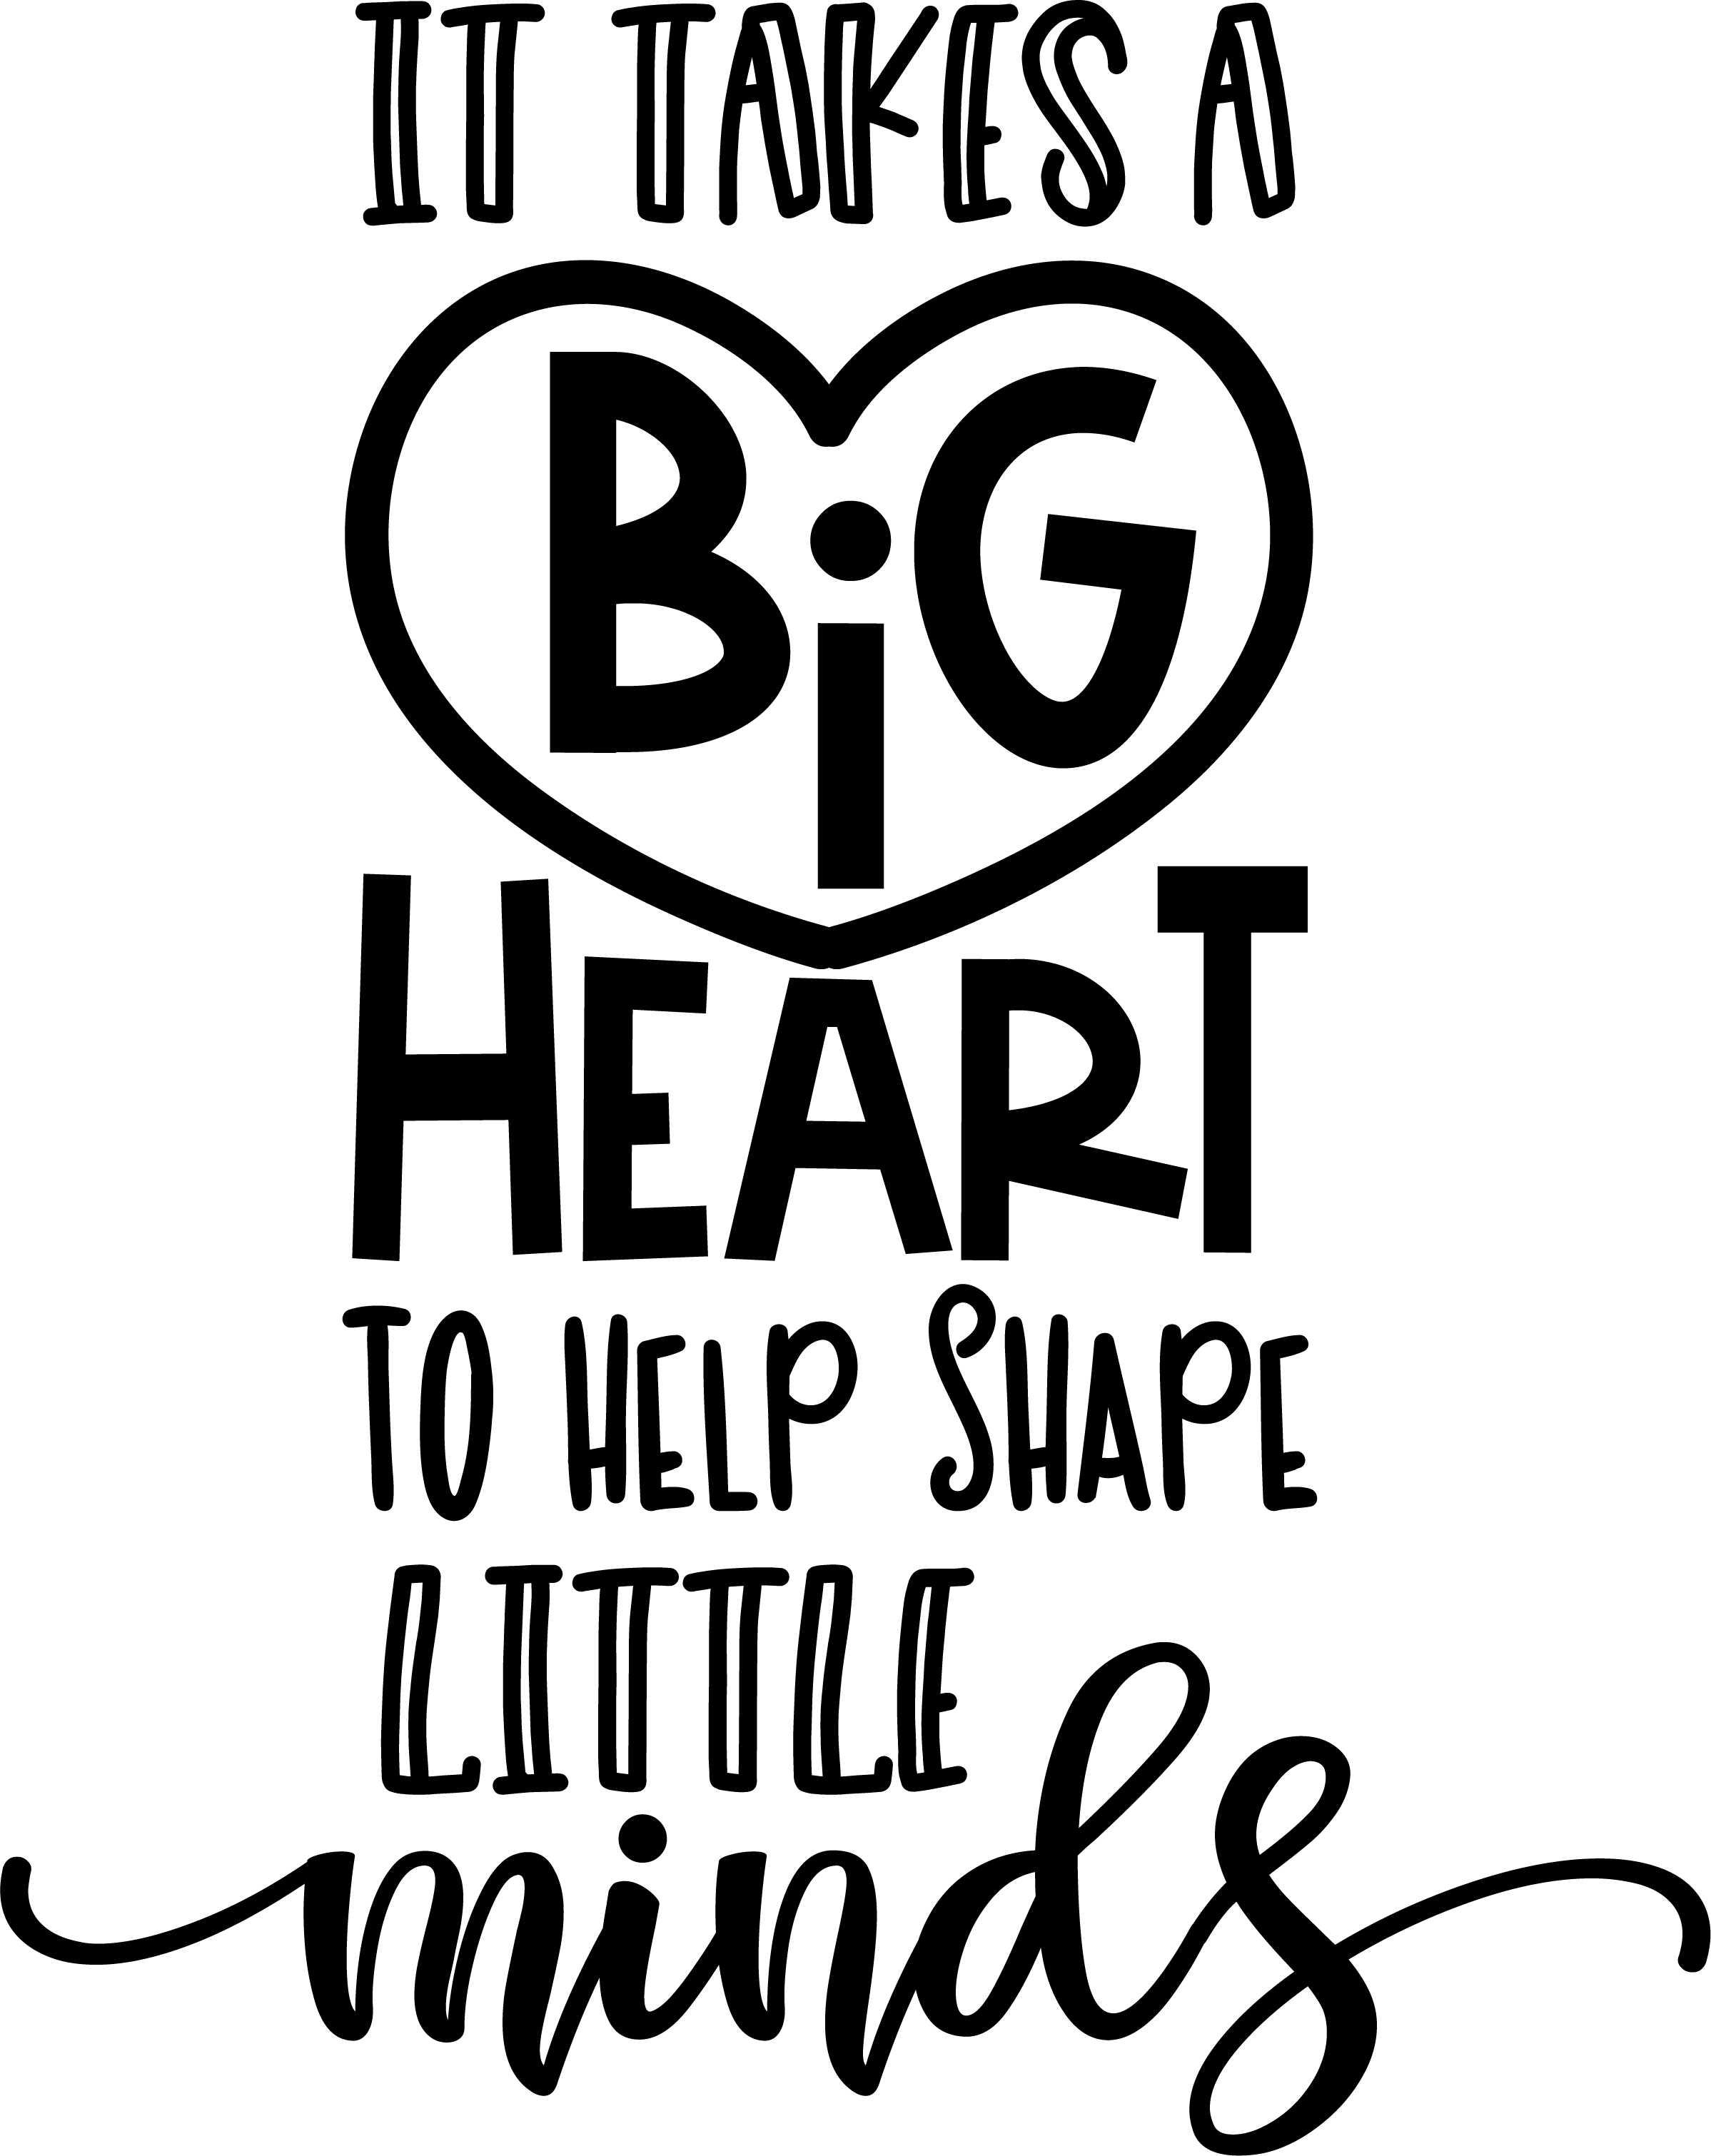 IT TAKES A
BiG
HEART
TO HELP SHAPE
LITTLE
minds